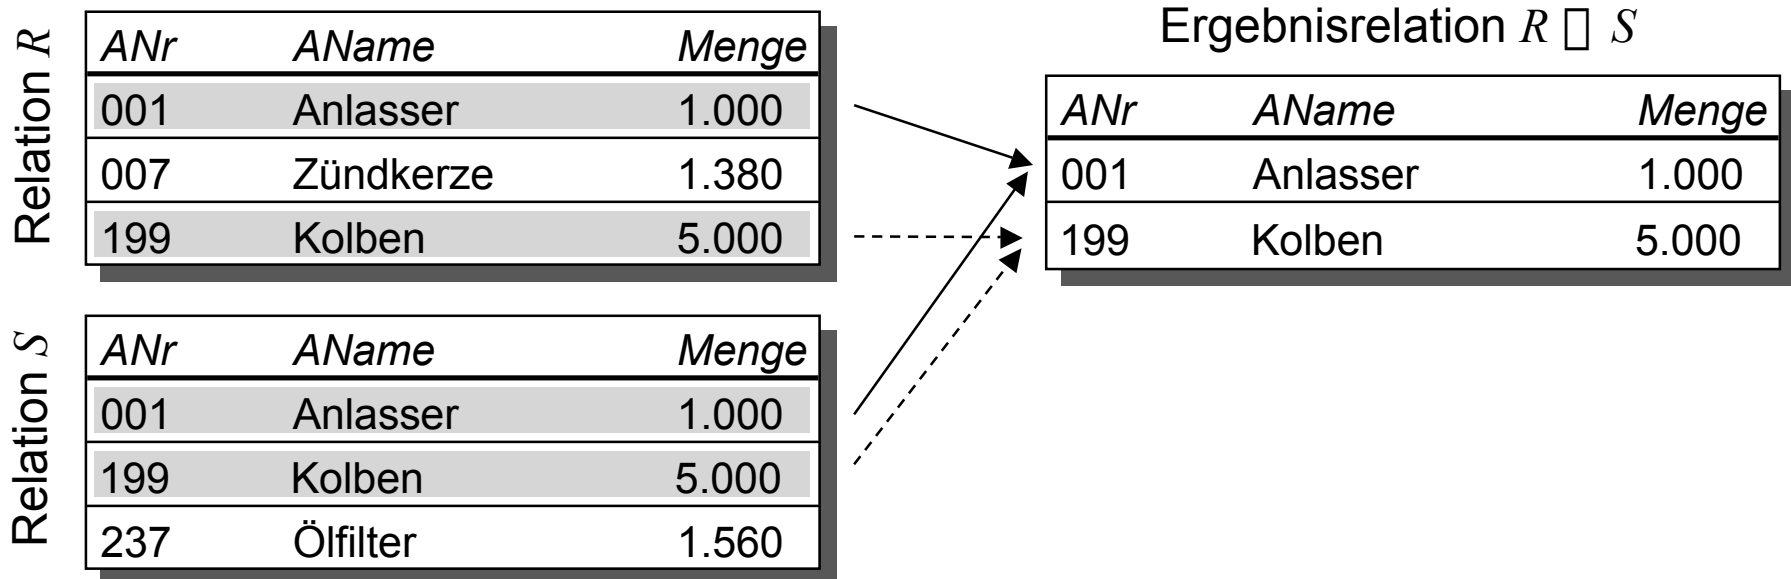 Relation R
ANr AName Menge
001 Anlasser 1.000
007 Zündkerze 1.380
199 Kolben 5.000
Relation S
ANr AName Menge
001 Anlasser 1.000
199 Kolben 5.000
237 Ölfilter 1.560
Ergebnisrelation R ▯ S
ANr AName Menge
001 Anlasser 1.000
199 Kolben 5.000